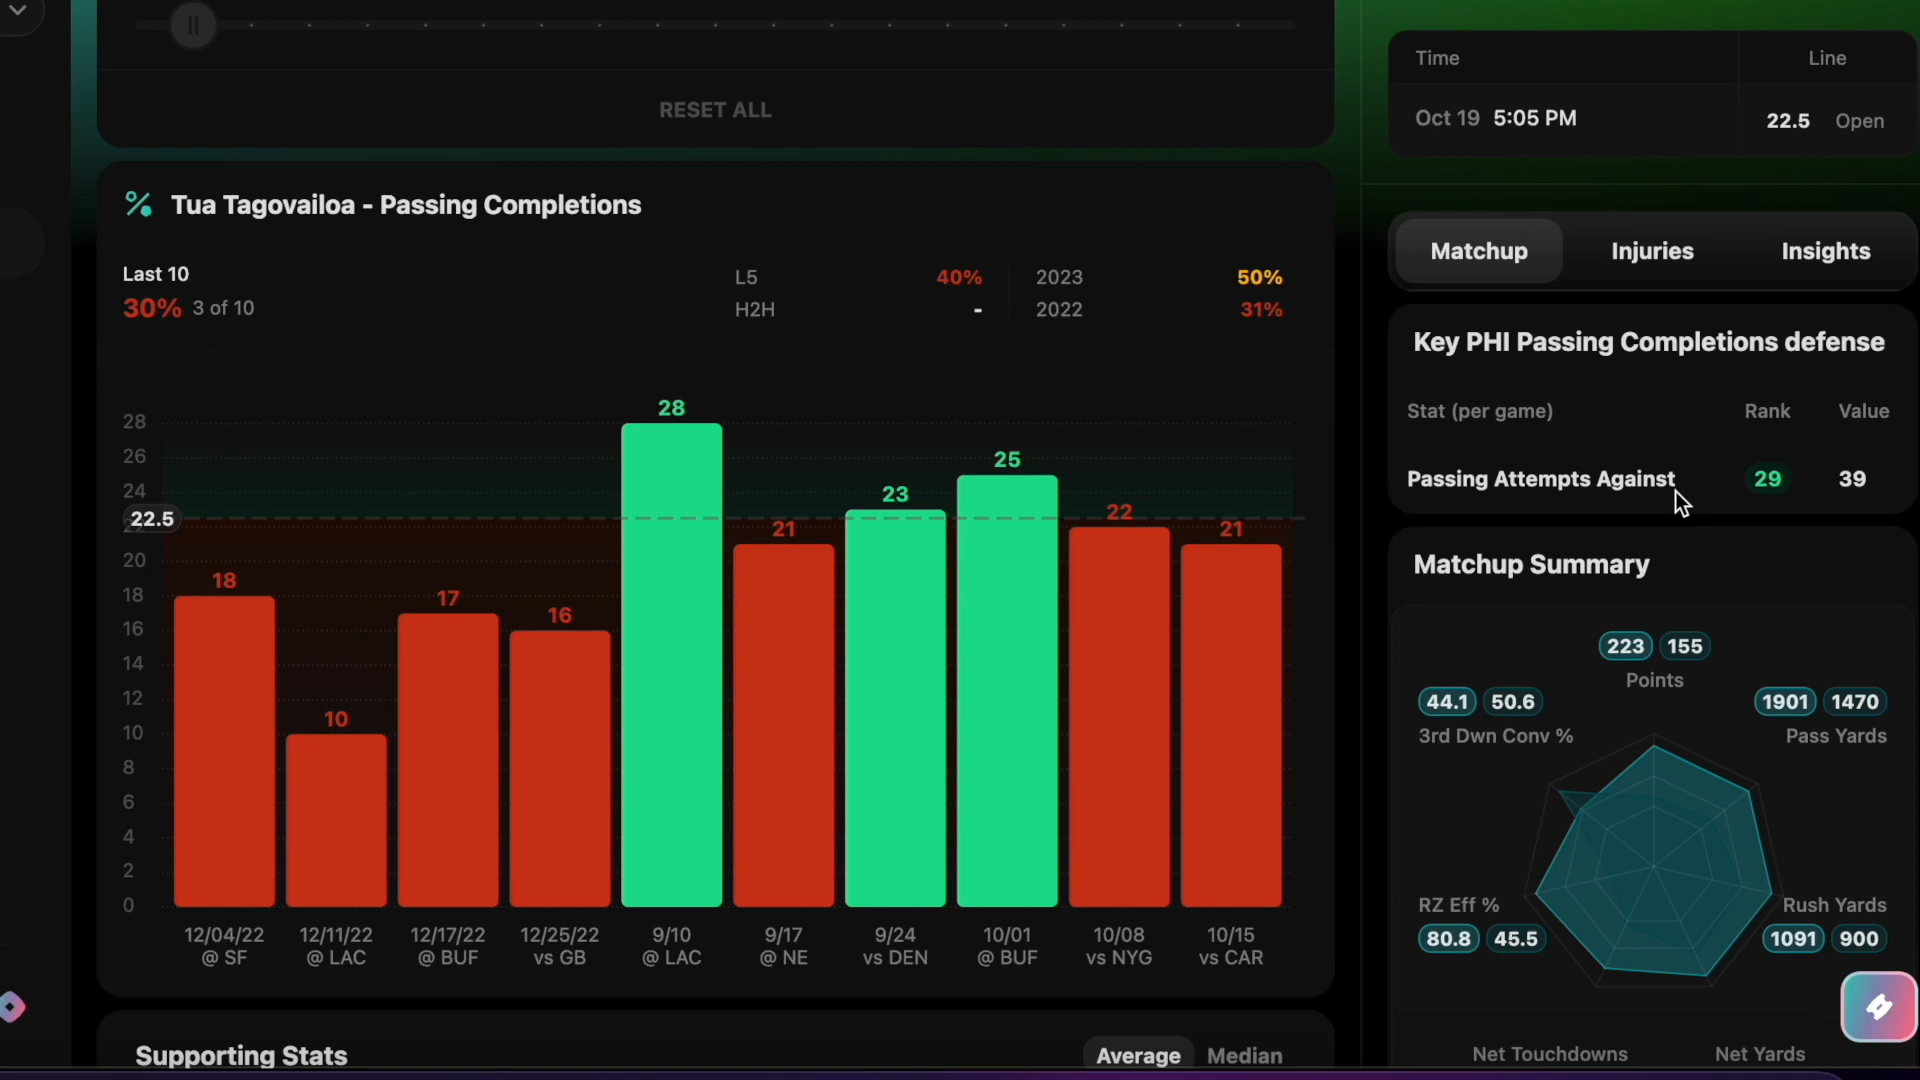 RESET ALL
Time Line
Oct 19 5:05 PM 22.5 Open
Tua Tagovailoa - Passing Completions
Last 10
30% 3 of 10
L5 40% 2023 50%
H2H - 2022 31%
28
26
24
22.5
20
18
16
14
12
10
8
6
4
2
0
18
10
17
16
28
21
23
25
22
21
12/04/22 12/11/22 12/17/22 12/25/22 9/10 9/17 9/24 10/01 10/08 10/15
@ SF @ LAC @ BUF vs GB @ LAC @ NE vs DEN @ BUF vs NYG vs CAR
Supporting Stats Average Median
Matchup Injuries Insights
Key PHI Passing Completions defense
Stat (per game) Rank Value
Passing Attempts Against 29 39
Matchup Summary
223 155
Points
44.1 50.6 1901 1470
3rd Dwn Conv % Pass Yards
RZ Eff % Rush Yards
80.8 45.5 1091 900
Net Touchdowns Net Yards